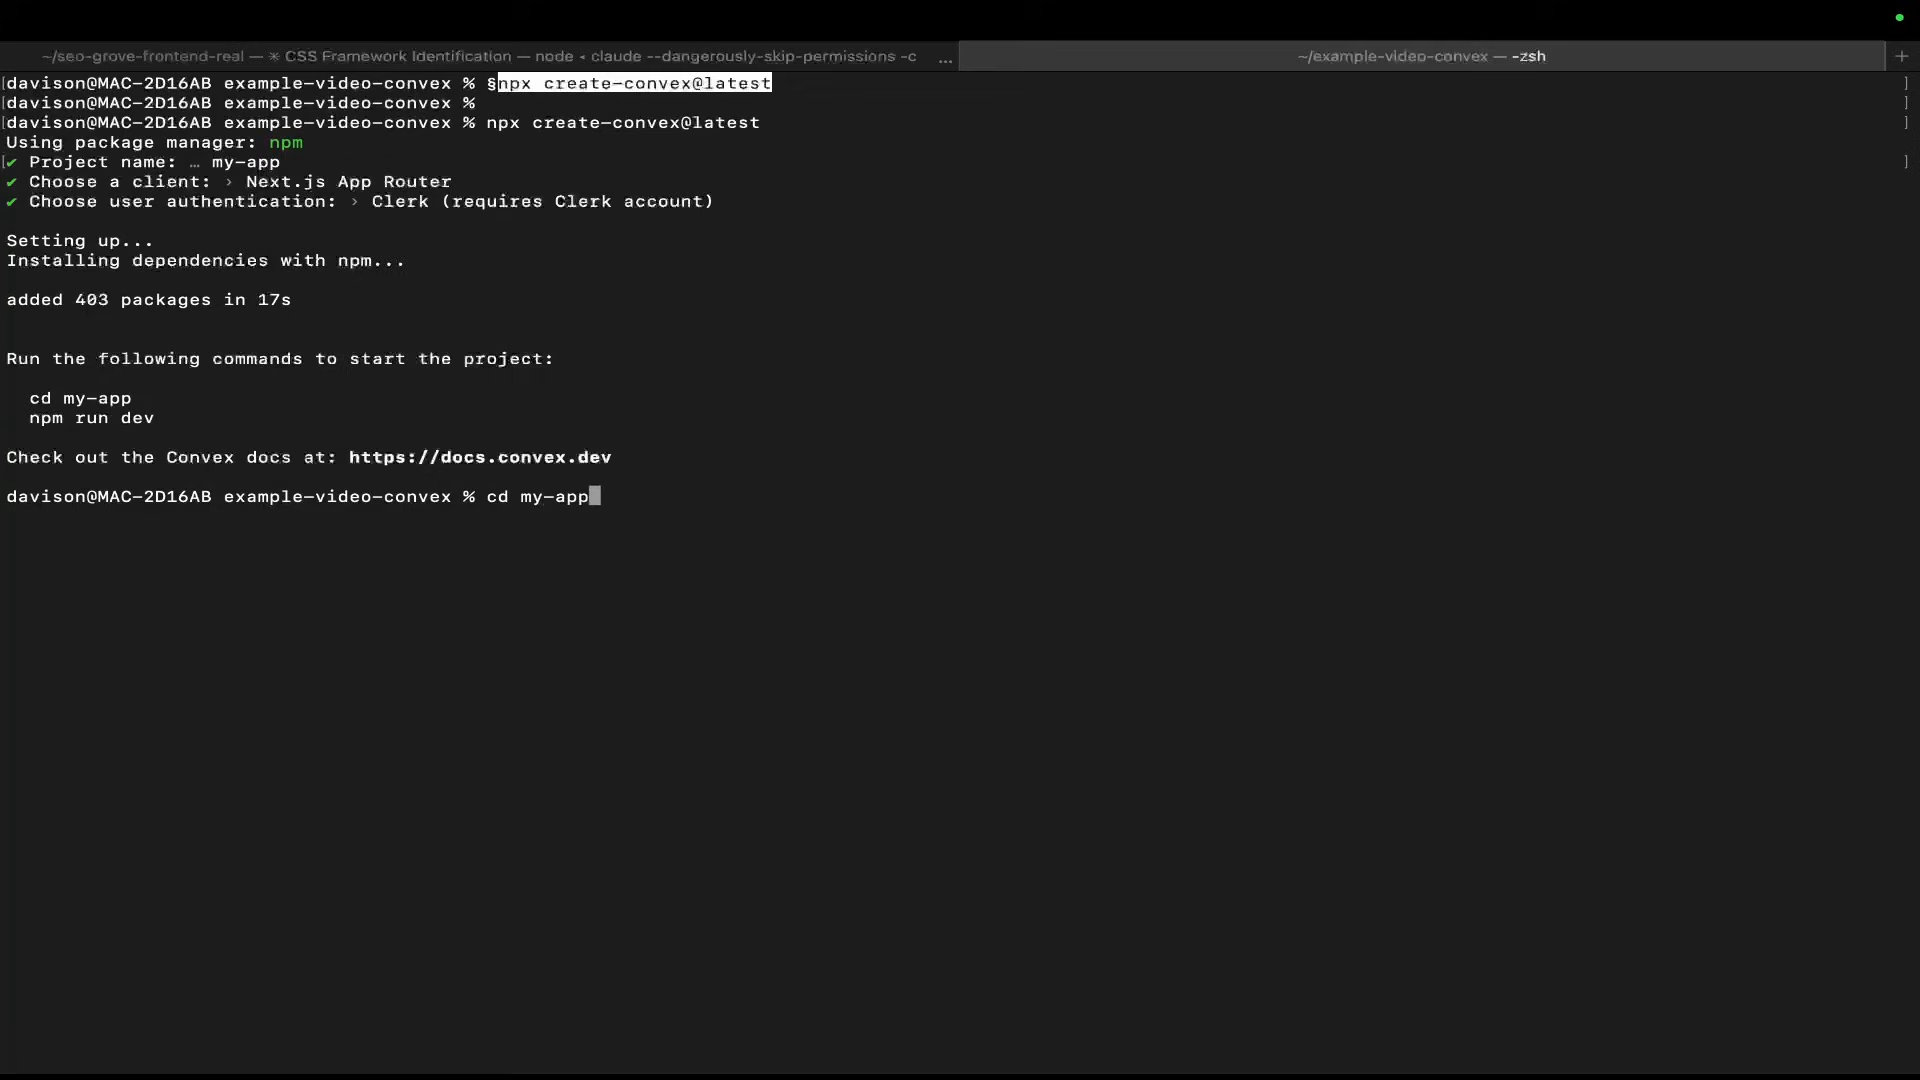 ~/seo-grove-frontend-real — ✳ CSS Framework Identification — node ◂ claude --dangerously-skip-permissions -c ...
~/example-video-convex — -zsh +
[davison@MAC-2D16AB example-video-convex % §npx create-convex@latest ]
davison@MAC-2D16AB example-video-convex % ]
[davison@MAC-2D16AB example-video-convex % npx create-convex@latest ]
Using package manager: npm
[✔ Project name: … my-app ]
✔ Choose a client: › Next.js App Router
✔ Choose user authentication: › Clerk (requires Clerk account)
Setting up...
Installing dependencies with npm...
added 403 packages in 17s
Run the following commands to start the project:
cd my-app
npm run dev
Check out the Convex docs at: https://docs.convex.dev
davison@MAC-2D16AB example-video-convex % cd my-app